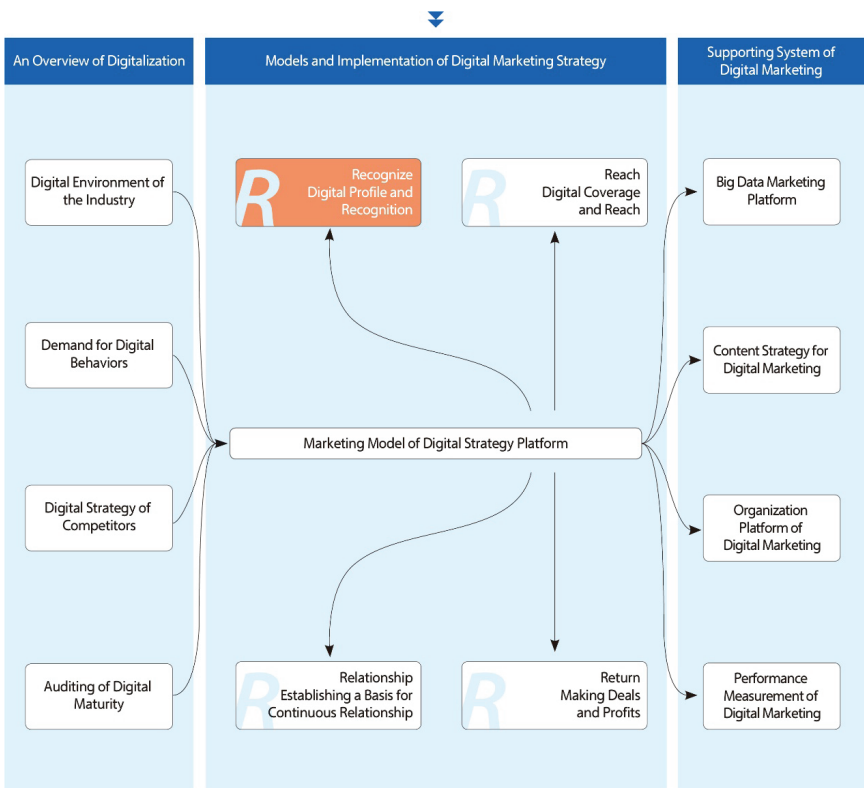 An Overview of Digitalization
Models and Implementation of Digital Marketing Strategy
Supporting System of
Digital Marketing
Digital Environment of
the Industry
Demand for Digital
Behaviors
Digital Strategy of
Competitors
Auditing of Digital
Maturity
R
Recognize
Digital Profile and
Recognition
R
Reach
Digital Coverage
and Reach
Marketing Model of Digital Strategy Platform
R
Relationship
Establishing a Basis for
Continuous Relationship
R
Return
Making Deals
and Profits
Big Data Marketing
Platform
Content Strategy for
Digital Marketing
Organization
Platform of
Digital Marketing
Performance
Measurement of
Digital Marketing